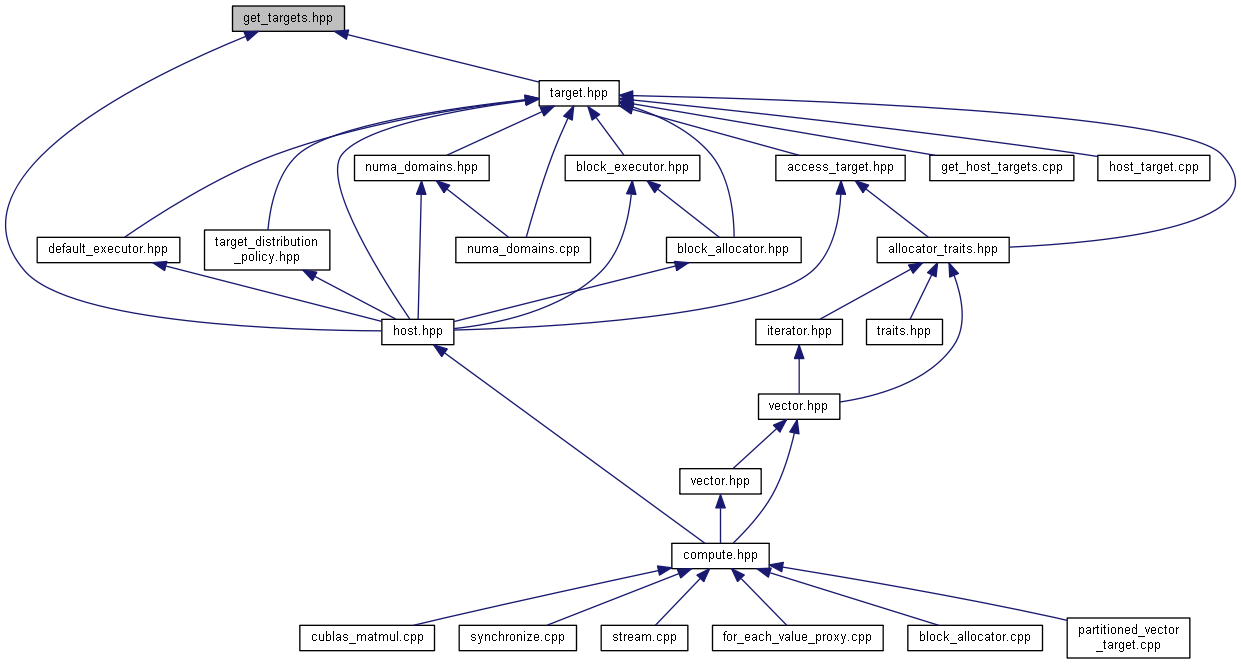 get_targets.hpp
target.hpp
numa_domains.hpp
block_executor.hpp
access_target.hpp
get_host_targets.cpp
host_target.cpp
default_executor.hpp
target_distribution
_policy.hpp
numa_domains.cpp
block_allocator.hpp
allocator_traits.hpp
host.hpp
iterator.hpp
traits.hpp
vector.hpp
vector.hpp
compute.hpp
cublas_matmul.cpp
synchronize.cpp
stream.cpp
for_each_value_proxy.cpp
block_allocator.cpp
partitioned_vector
_target.cpp